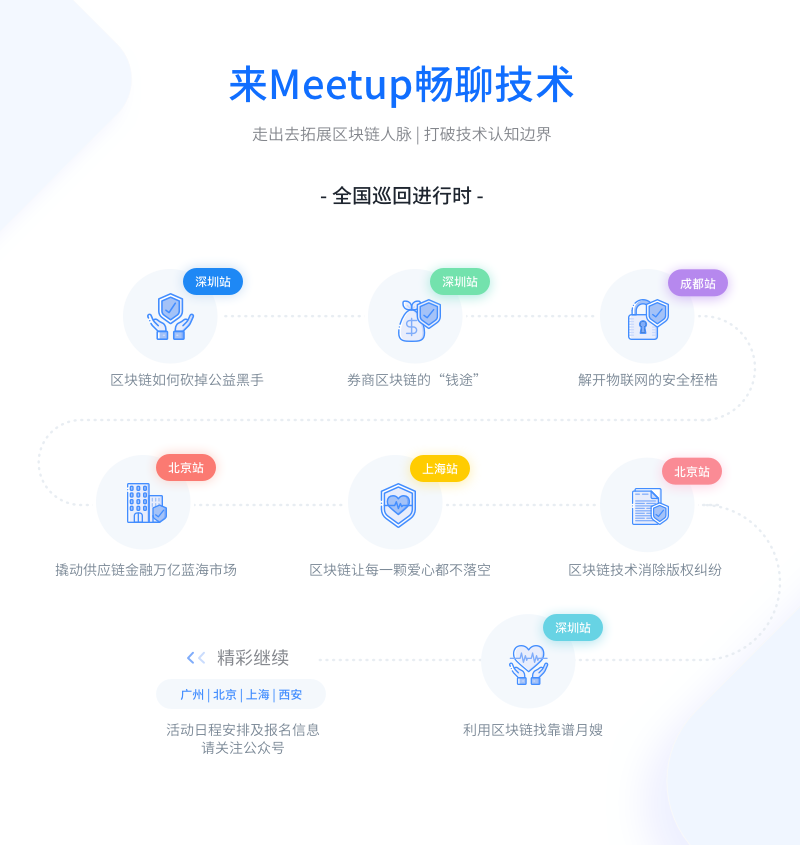 来Meetup畅聊技术
走出去拓展区块链人脉 | 打破技术认知边界
- 全国巡回进行时 -
深圳站
深圳站
成都站
区块链如何砍掉公益黑手
券商区块链的“钱途”
解开物联网的安全桎梏
北京站
上海站
北京站
撬动供应链金融万亿蓝海市场
区块链让每一颗爱心都不落空
区块链技术消除版权纠纷
深圳站
精彩继续
广州 | 北京 | 上海 | 西安
活动日程安排及报名信息
请关注公众号
利用区块链找靠谱月嫂